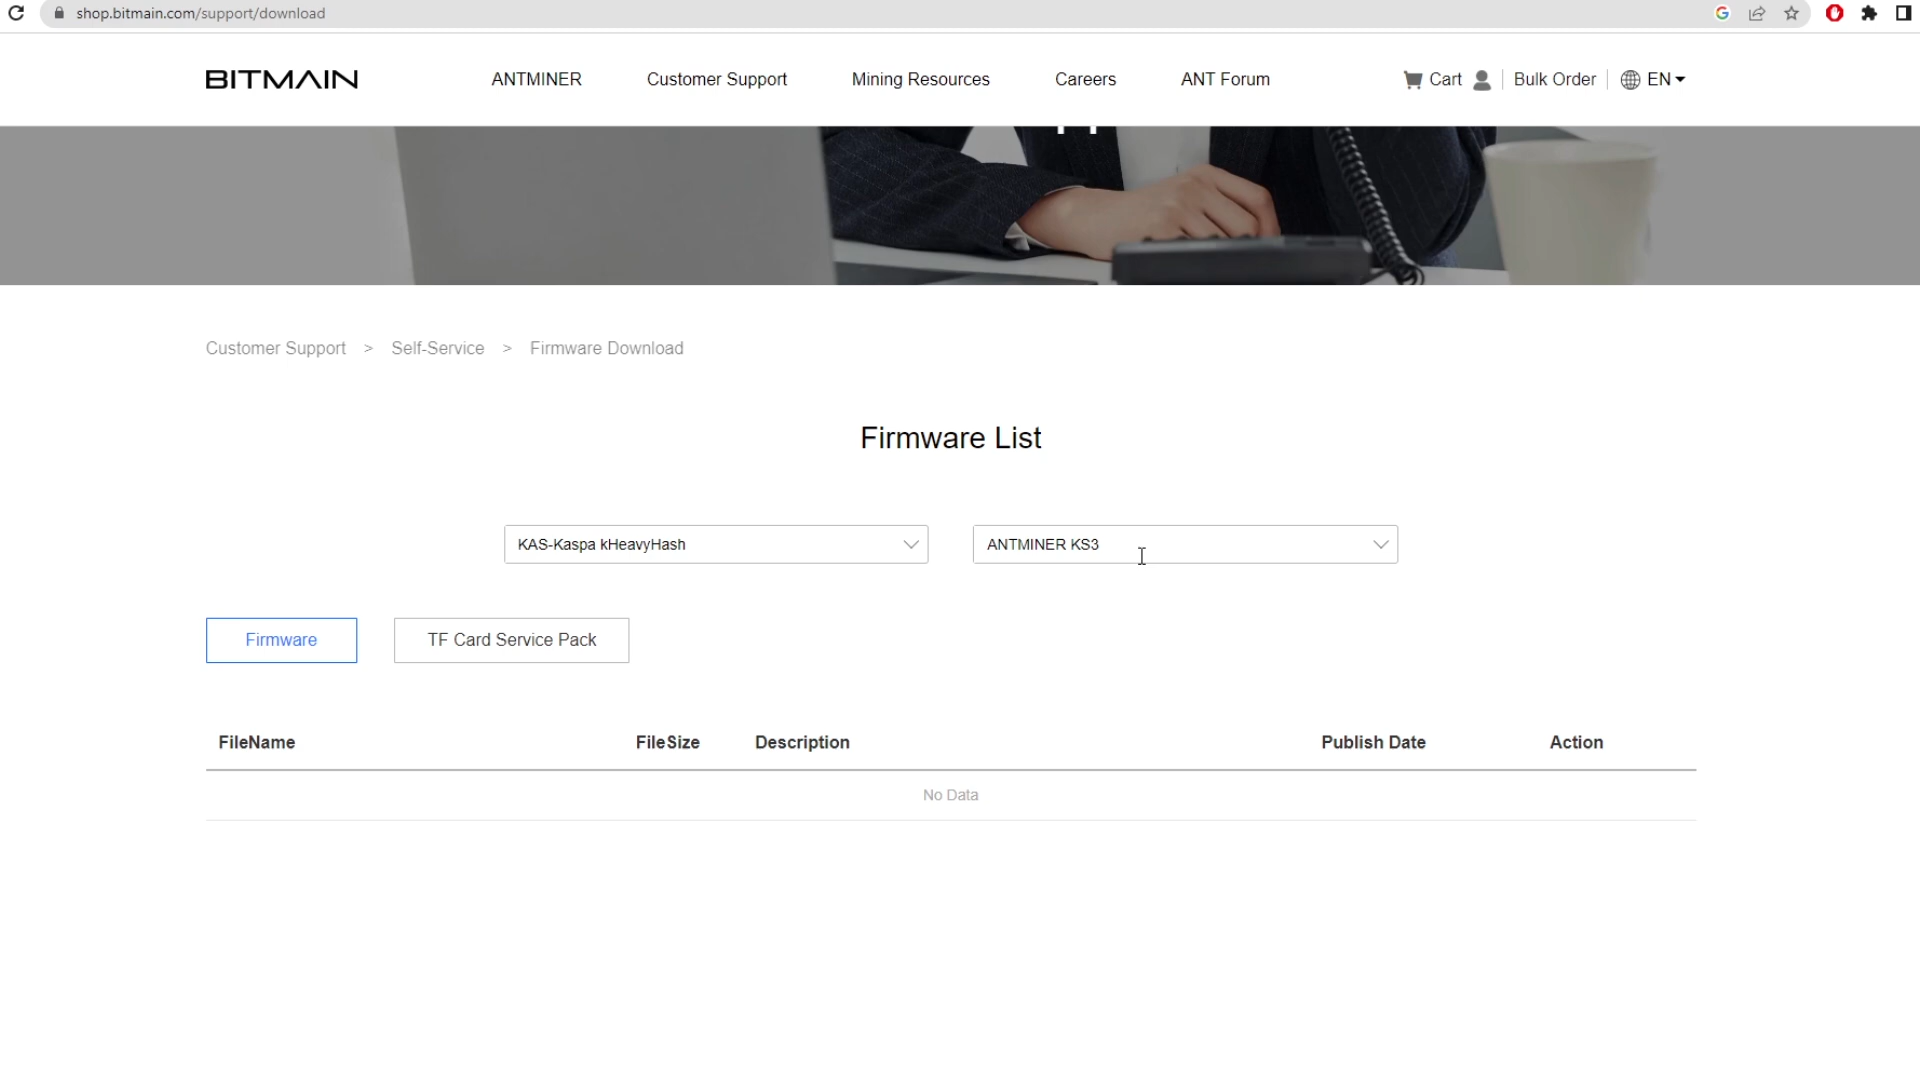 shop.bitmain.com/support/download
BITMAIN
ANTMINER
Customer Support
Mining Resources
Careers
ANT Forum
Cart
Bulk Order
EN
Customer Support > Self-Service > Firmware Download
Firmware List
KAS-Kaspa kHeavyHash
ANTMINER KS3
Firmware
TF Card Service Pack
FileName
FileSize
Description
Publish Date
Action
No Data